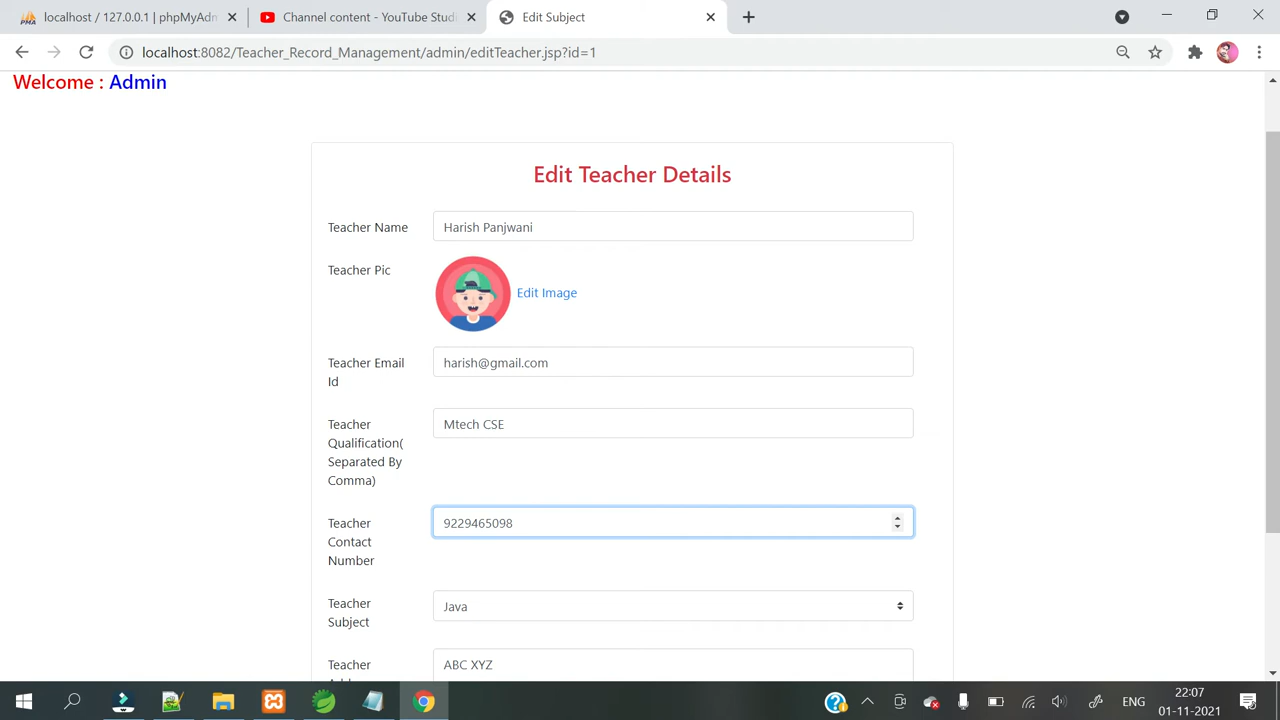 localhost / 127.0.0.1 | phpMyAdn
Channel content - YouTube Studi
Edit Subject
localhost:8082/Teacher_Record_Management/admin/editTeacher.jsp?id=1
Welcome : Admin
Edit Teacher Details
Teacher Name
Harish Panjwani
Teacher Pic
Edit Image
Teacher Email
Id
harish@gmail.com
Teacher
Qualification(
Separated By
Comma)
Mtech CSE
Teacher
Contact
Number
9229465098
Teacher
Subject
Java
Teacher
ABC XYZ
ENG
22:07
01-11-2021